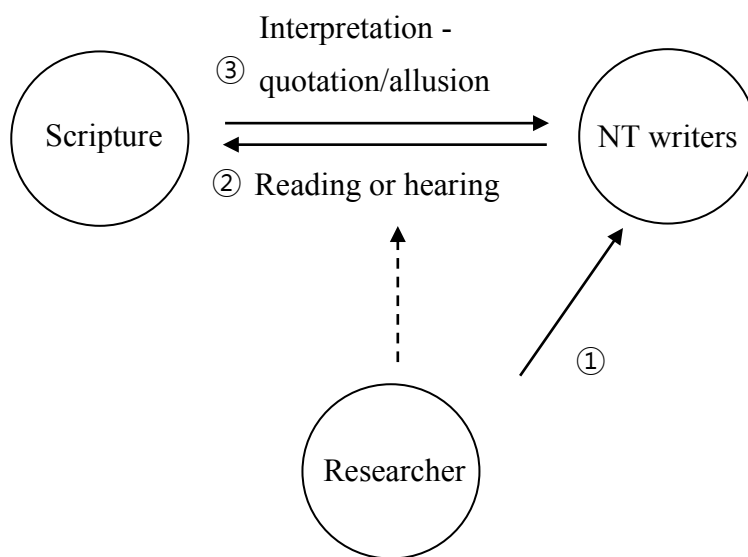 Interpretation -
③ quotation/allusion
Scripture
NT writers
② Reading or hearing
①
Researcher